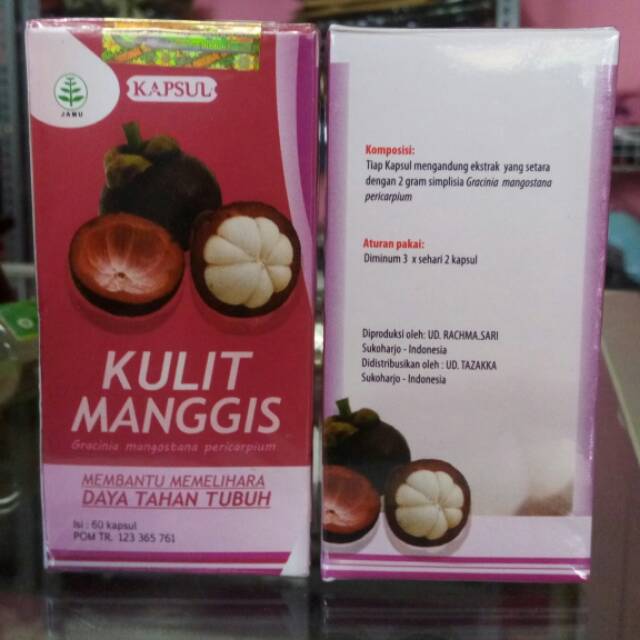 JAMU
KAPSUL
KULIT
MANGGIS
Gracinia mangostana pericarpium
MEMBANTU MEMELIHARA
DAYA TAHAN TUBUH
Isi : 60 kapsul
POM TR. 123 365 761
Komposisi:
Tiap Kapsul mengandung ekstrak yang setara
dengan 2 gram simplisia Gracinia mangostana
pericarpium
Aturan pakai:
Diminum 3 x sehari 2 kapsul
Diproduksi oleh: UD. RACHMA.SARI
Sukoharjo - Indonesia
Didistribusikan oleh : UD. TAZAKKA
Sukoharjo - Indonesia